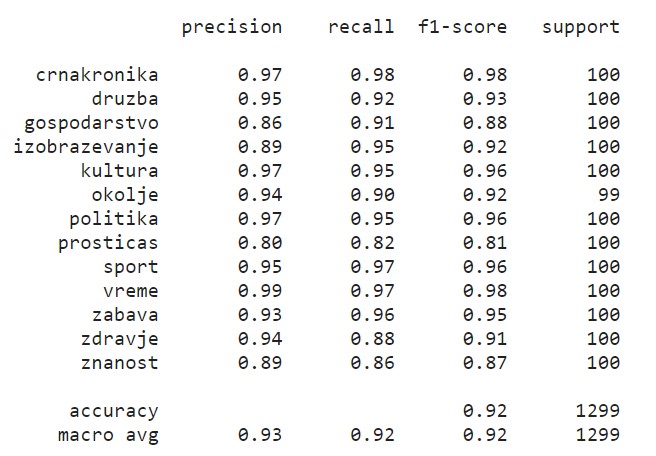 precision recall f1-score support
crnakronika 0.97 0.98 0.98 100
druzba 0.95 0.92 0.93 100
gospodarstvo 0.86 0.91 0.88 100
izobrazevanje 0.89 0.95 0.92 100
kultura 0.97 0.95 0.96 100
okolje 0.94 0.90 0.92 99
politika 0.97 0.95 0.96 100
prosticas 0.80 0.82 0.81 100
sport 0.95 0.97 0.96 100
vreme 0.99 0.97 0.98 100
zabava 0.93 0.96 0.95 100
zdravje 0.94 0.88 0.91 100
znanost 0.89 0.86 0.87 100
accuracy 0.92 1299
macro avg 0.93 0.92 0.92 1299